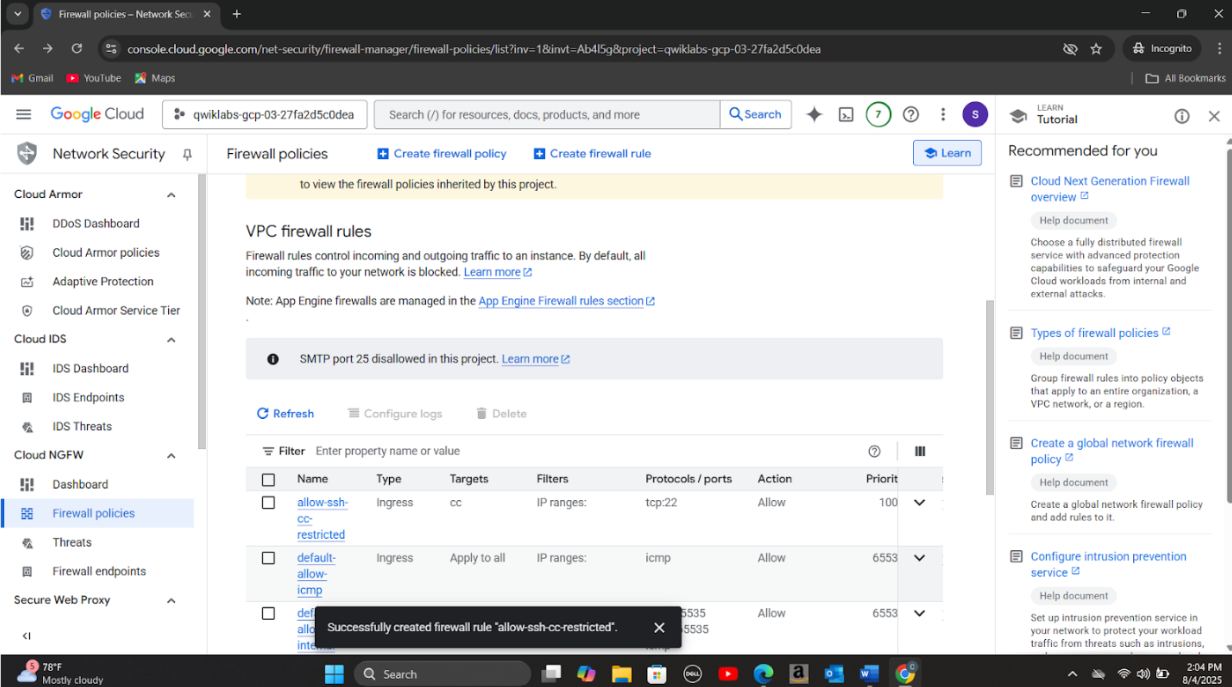 Firewall policies – Network Secu
console.cloud.google.com/net-security/firewall-manager/firewall-policies/list?inv=1&invt=Ab4l5g&project=qwiklabs-gcp-03-27fa2d5c0dea
Incognito
Gmail
YouTube
Maps
All Bookmarks
Google Cloud
qwiklabs-gcp-03-27fa2d5c0dea
Search (/) for resources, docs, products, and more
Search
7
S
LEARN
Tutorial
Network Security
Firewall policies
Create firewall policy
Create firewall rule
Learn
Cloud Armor
DDoS Dashboard
Cloud Armor policies
Adaptive Protection
Cloud Armor Service Tier
Cloud IDS
IDS Dashboard
IDS Endpoints
IDS Threats
Cloud NGFW
Dashboard
Firewall policies
Threats
Firewall endpoints
Secure Web Proxy
to view the firewall policies inherited by this project.
VPC firewall rules
Firewall rules control incoming and outgoing traffic to an instance. By default, all
incoming traffic to your network is blocked. Learn more
Note: App Engine firewalls are managed in the App Engine Firewall rules section
.
SMTP port 25 disallowed in this project. Learn more
Refresh
Configure logs
Delete
Filter Enter property name or value
Name Type Targets Filters Protocols / ports Action Priorit
allow-ssh- Ingress cc IP ranges: tcp:22 Allow 100
cc-
restricted
default- Ingress Apply to all IP ranges: icmp Allow 6553
allow-
icmp
def 5535 Allow 6553
allo 5535
Successfully created firewall rule "allow-ssh-cc-restricted".
Recommended for you
Cloud Next Generation Firewall
overview
Help document
Choose a fully distributed firewall
service with advanced protection
capabilities to safeguard your Google
Cloud workloads from internal and
external attacks.
Types of firewall policies
Help document
Group firewall rules into policy objects
that apply to an entire organization, a
VPC network, or a region.
Create a global network firewall
policy
Help document
Create a global network firewall policy
and add rules to it.
Configure intrusion prevention
service
Help document
Set up intrusion prevention service in
your network to protect your workload
traffic from threats such as intrusions,
5
78°F
Mostly cloudy
Search
DELL
2:04 PM
8/4/2025